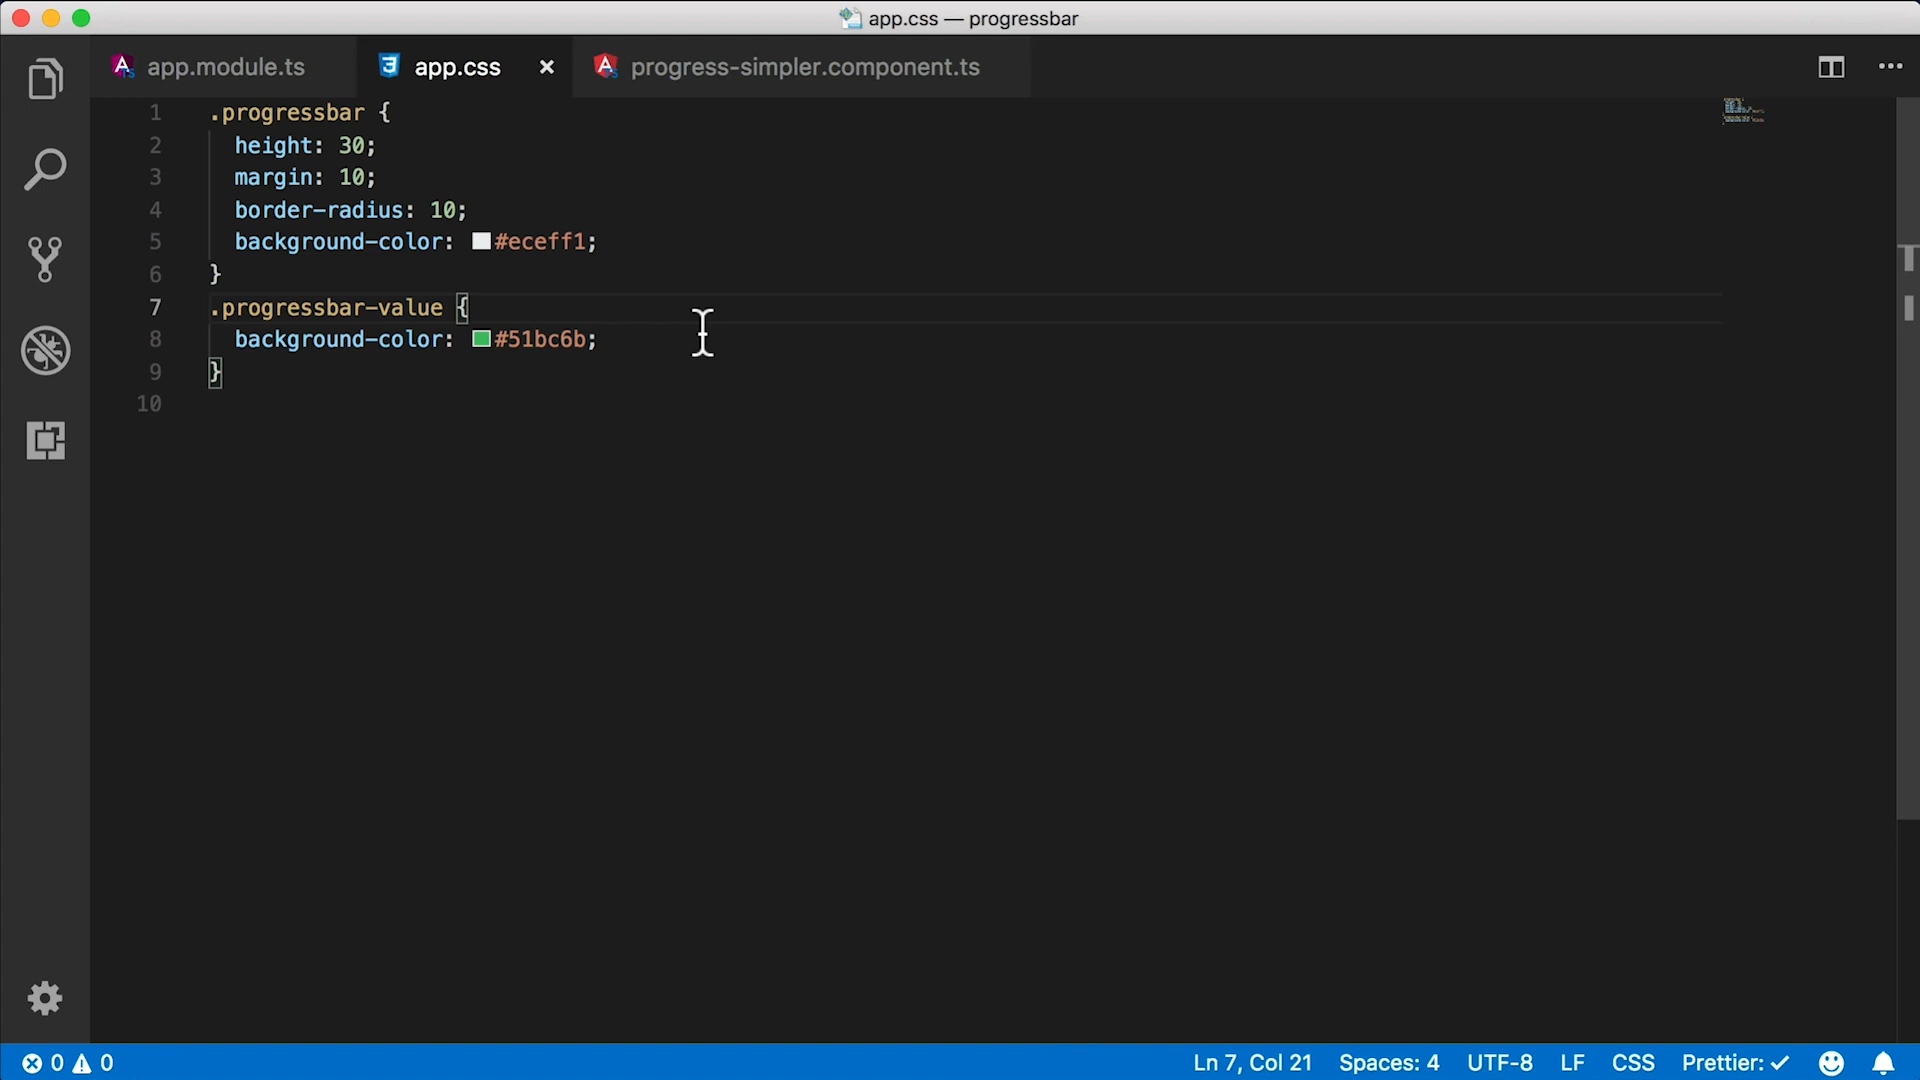 app.css — progressbar
app.module.ts app.css progress-simpler.component.ts
1 .progressbar {
2 height: 30;
3 margin: 10;
4 border-radius: 10;
5 background-color: #eceff1;
6 }
7 .progressbar-value {
8 background-color: #51bc6b;
9 }
10
0 0 Ln 7, Col 21 Spaces: 4 UTF-8 LF CSS Prettier: ✓